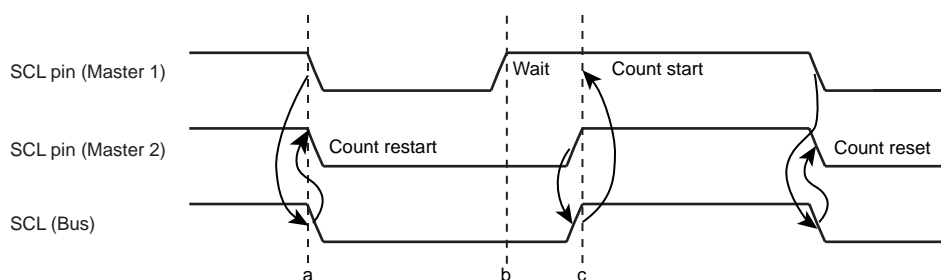 SCL pin (Master 1)
Wait
Count start
SCL pin (Master 2)
Count restart
Count reset
SCL (Bus)
a
b
c